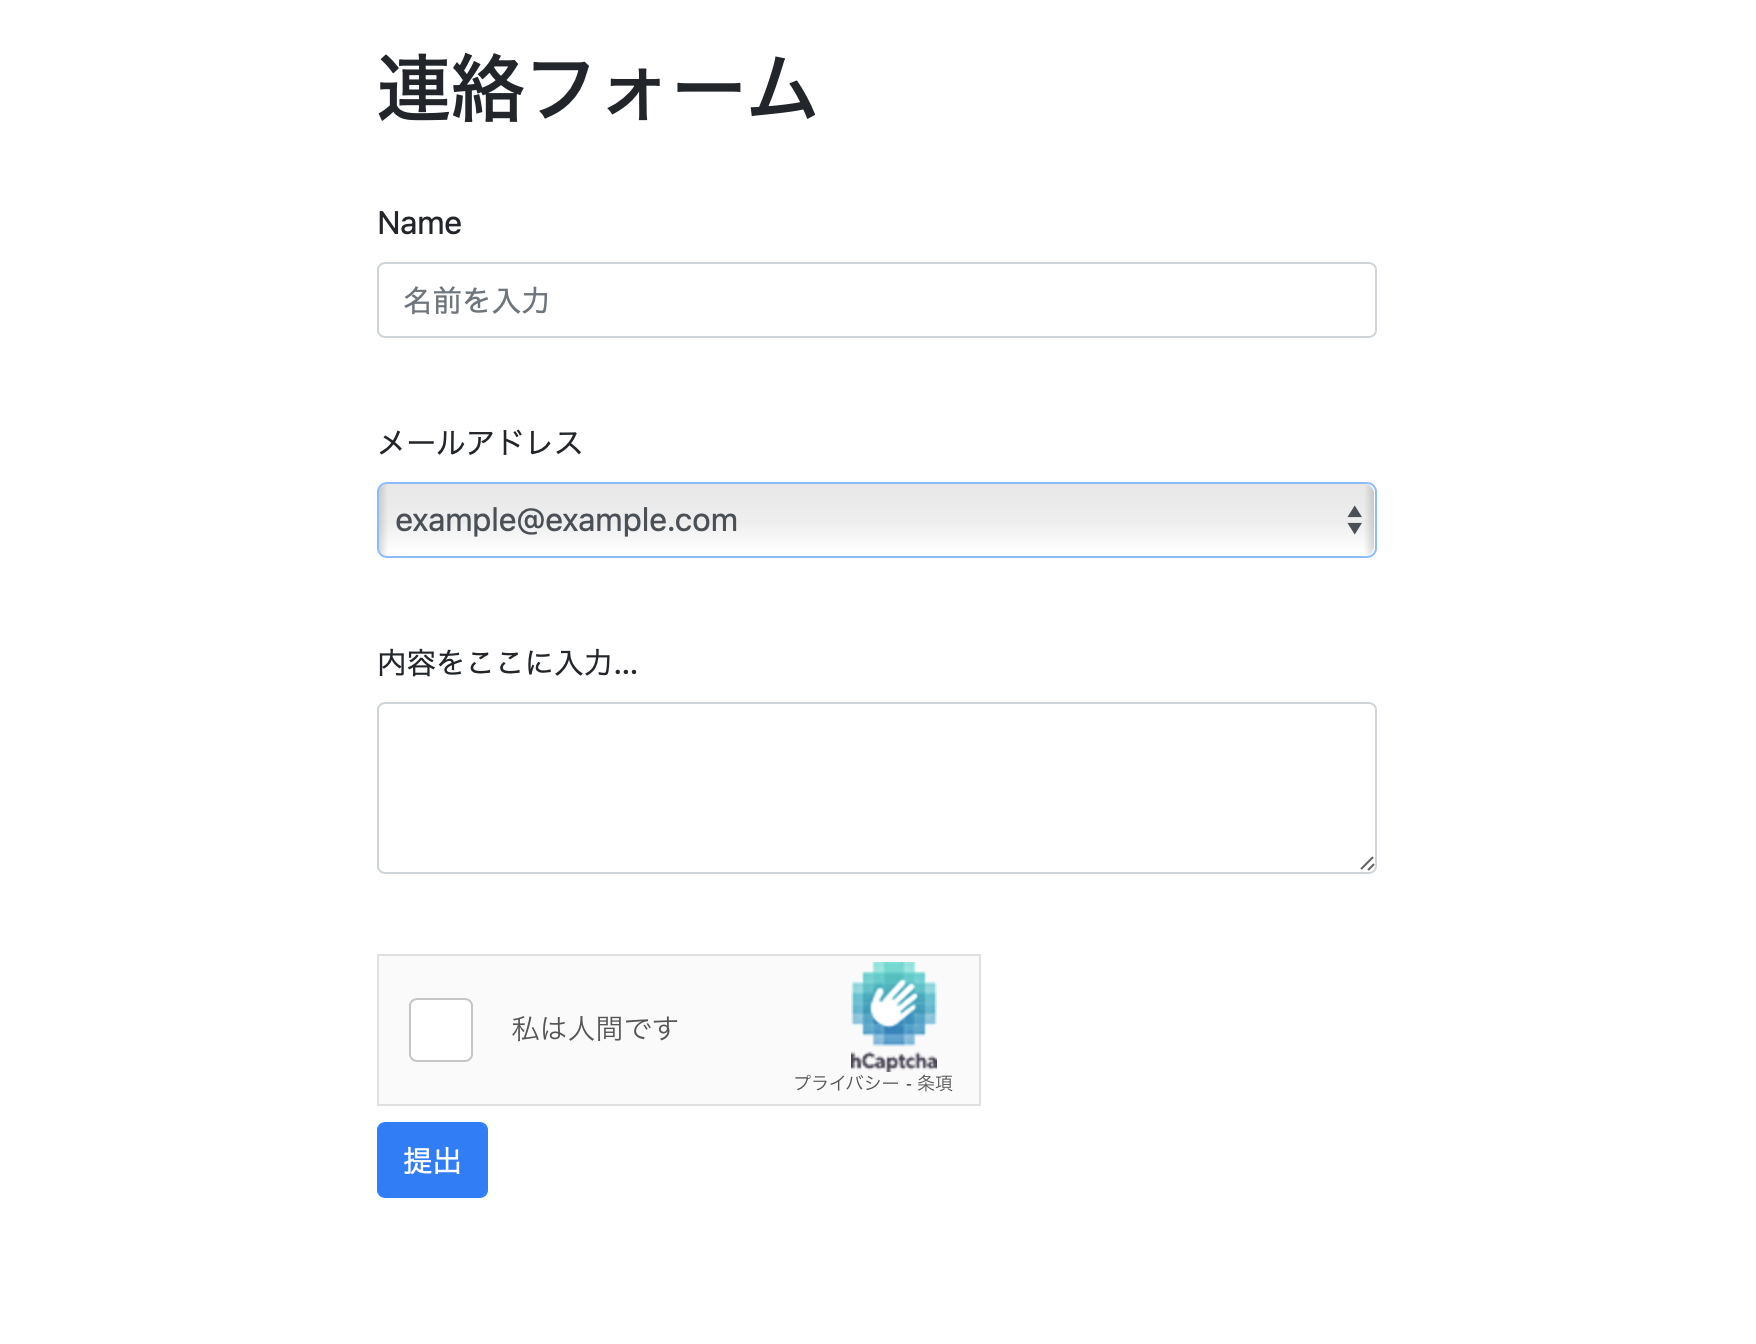 連絡フォーム
Name
名前を入力
メールアドレス
example@example.com
内容をここに入力...
私は人間です
hCaptcha
プライバシー - 条項
提出